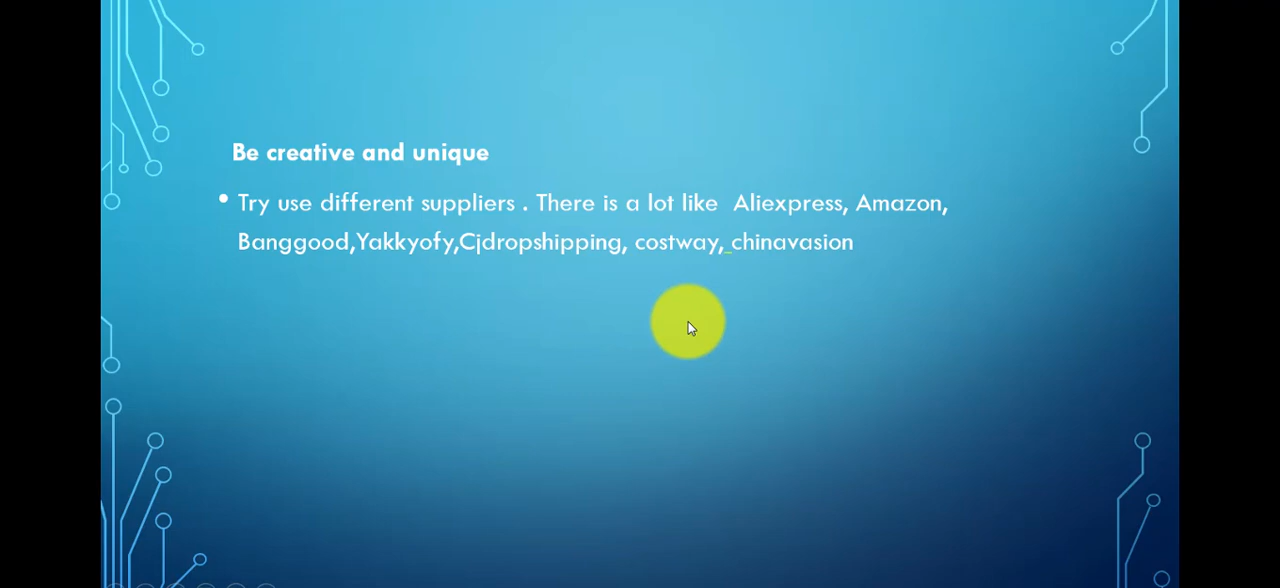 Be creative and unique
• Try use different suppliers . There is a lot like  Aliexpress, Amazon,
Banggood,Yakkyofy,Cjdropshipping, costway, chinavasion